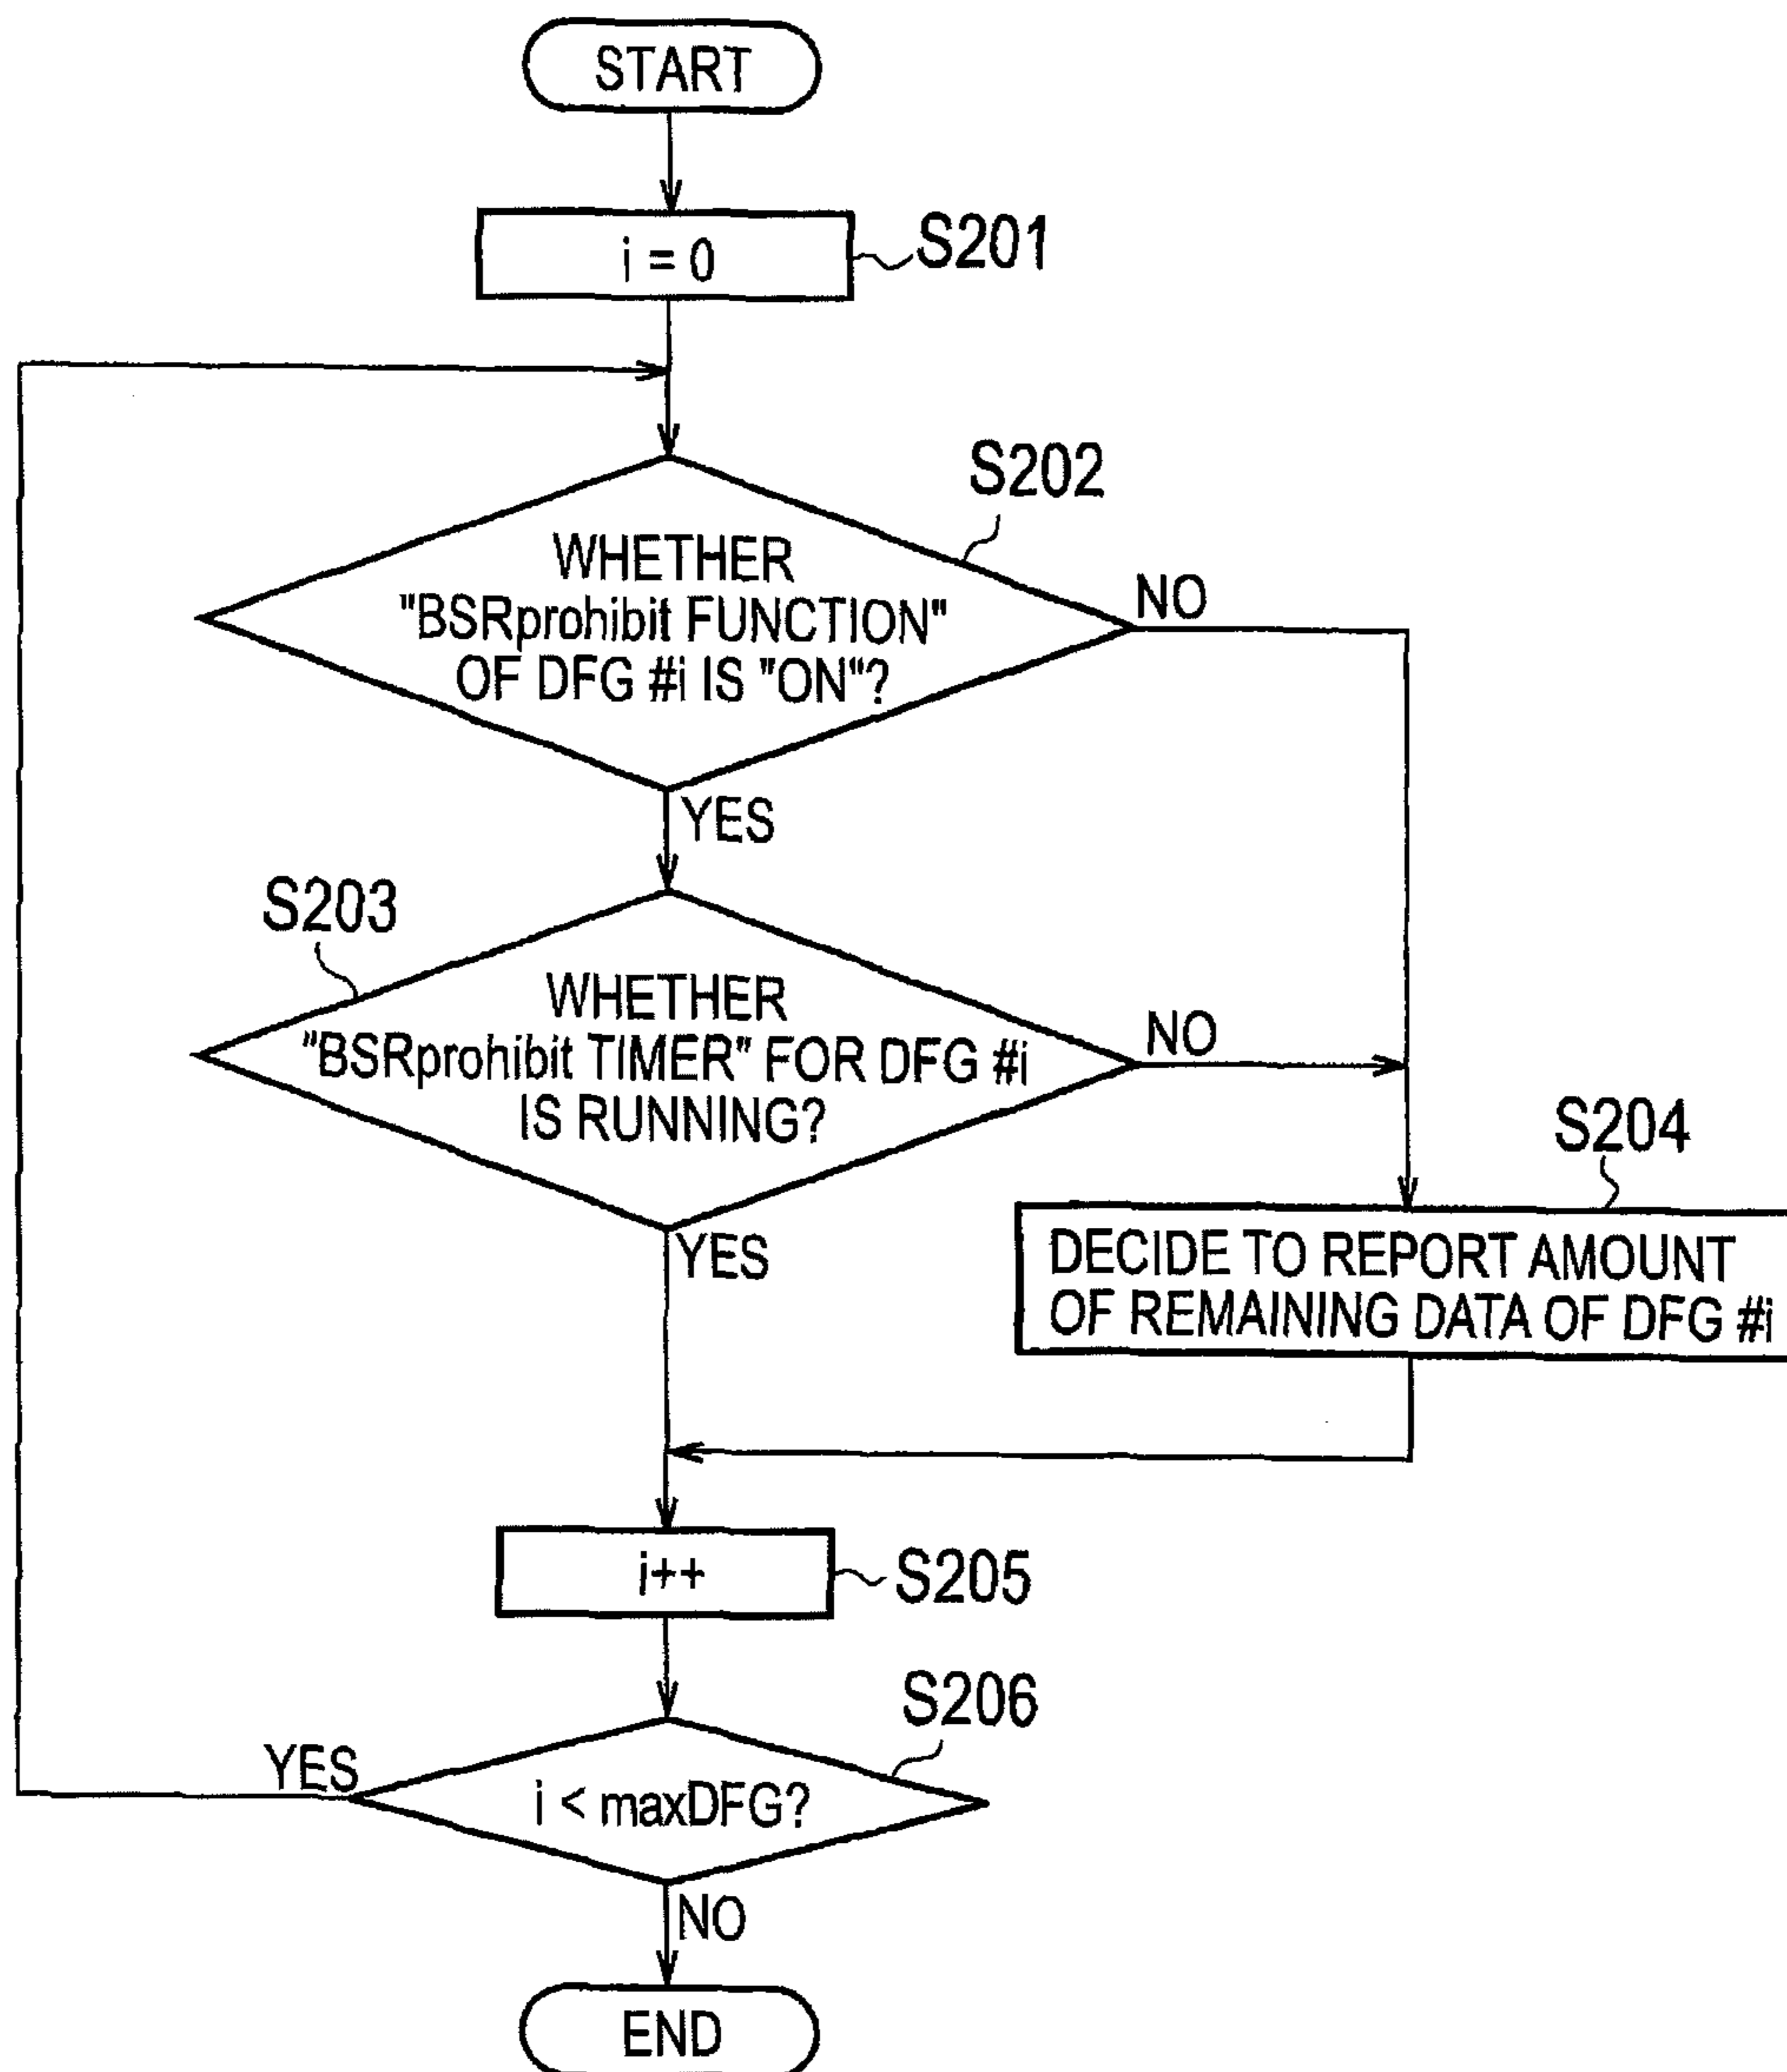 START
i = 0
S201
S202
WHETHER
"BSRprohibit FUNCTION"
OF DFG #i IS "ON"?
NO
YES
S203
WHETHER
"BSRprohibit TIMER" FOR DFG #i
IS RUNNING?
NO
YES
S204
DECIDE TO REPORT AMOUNT
OF REMAINING DATA OF DFG #i
i++
S205
S206
YES
i < maxDFG?
NO
END